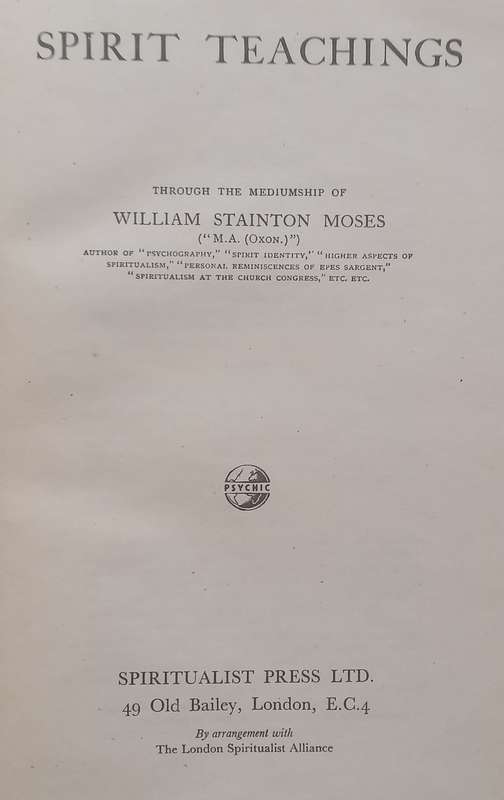 SPIRIT TEACHINGS
THROUGH THE MEDIUMSHIP OF
WILLIAM STAINTON MOSES
("M.A. (Oxon.)")
AUTHOR OF "PSYCHOGRAPHY," "SPIRIT IDENTITY," "HIGHER ASPECTS OF
SPIRITUALISM," "PERSONAL REMINISCENCES OF EPES SARGENT,"
"SPIRITUALISM AT THE CHURCH CONGRESS," ETC. ETC.
PSYCHIC
SPIRITUALIST PRESS LTD.
49 Old Bailey, London, E.C.4
By arrangement with
The London Spiritualist Alliance